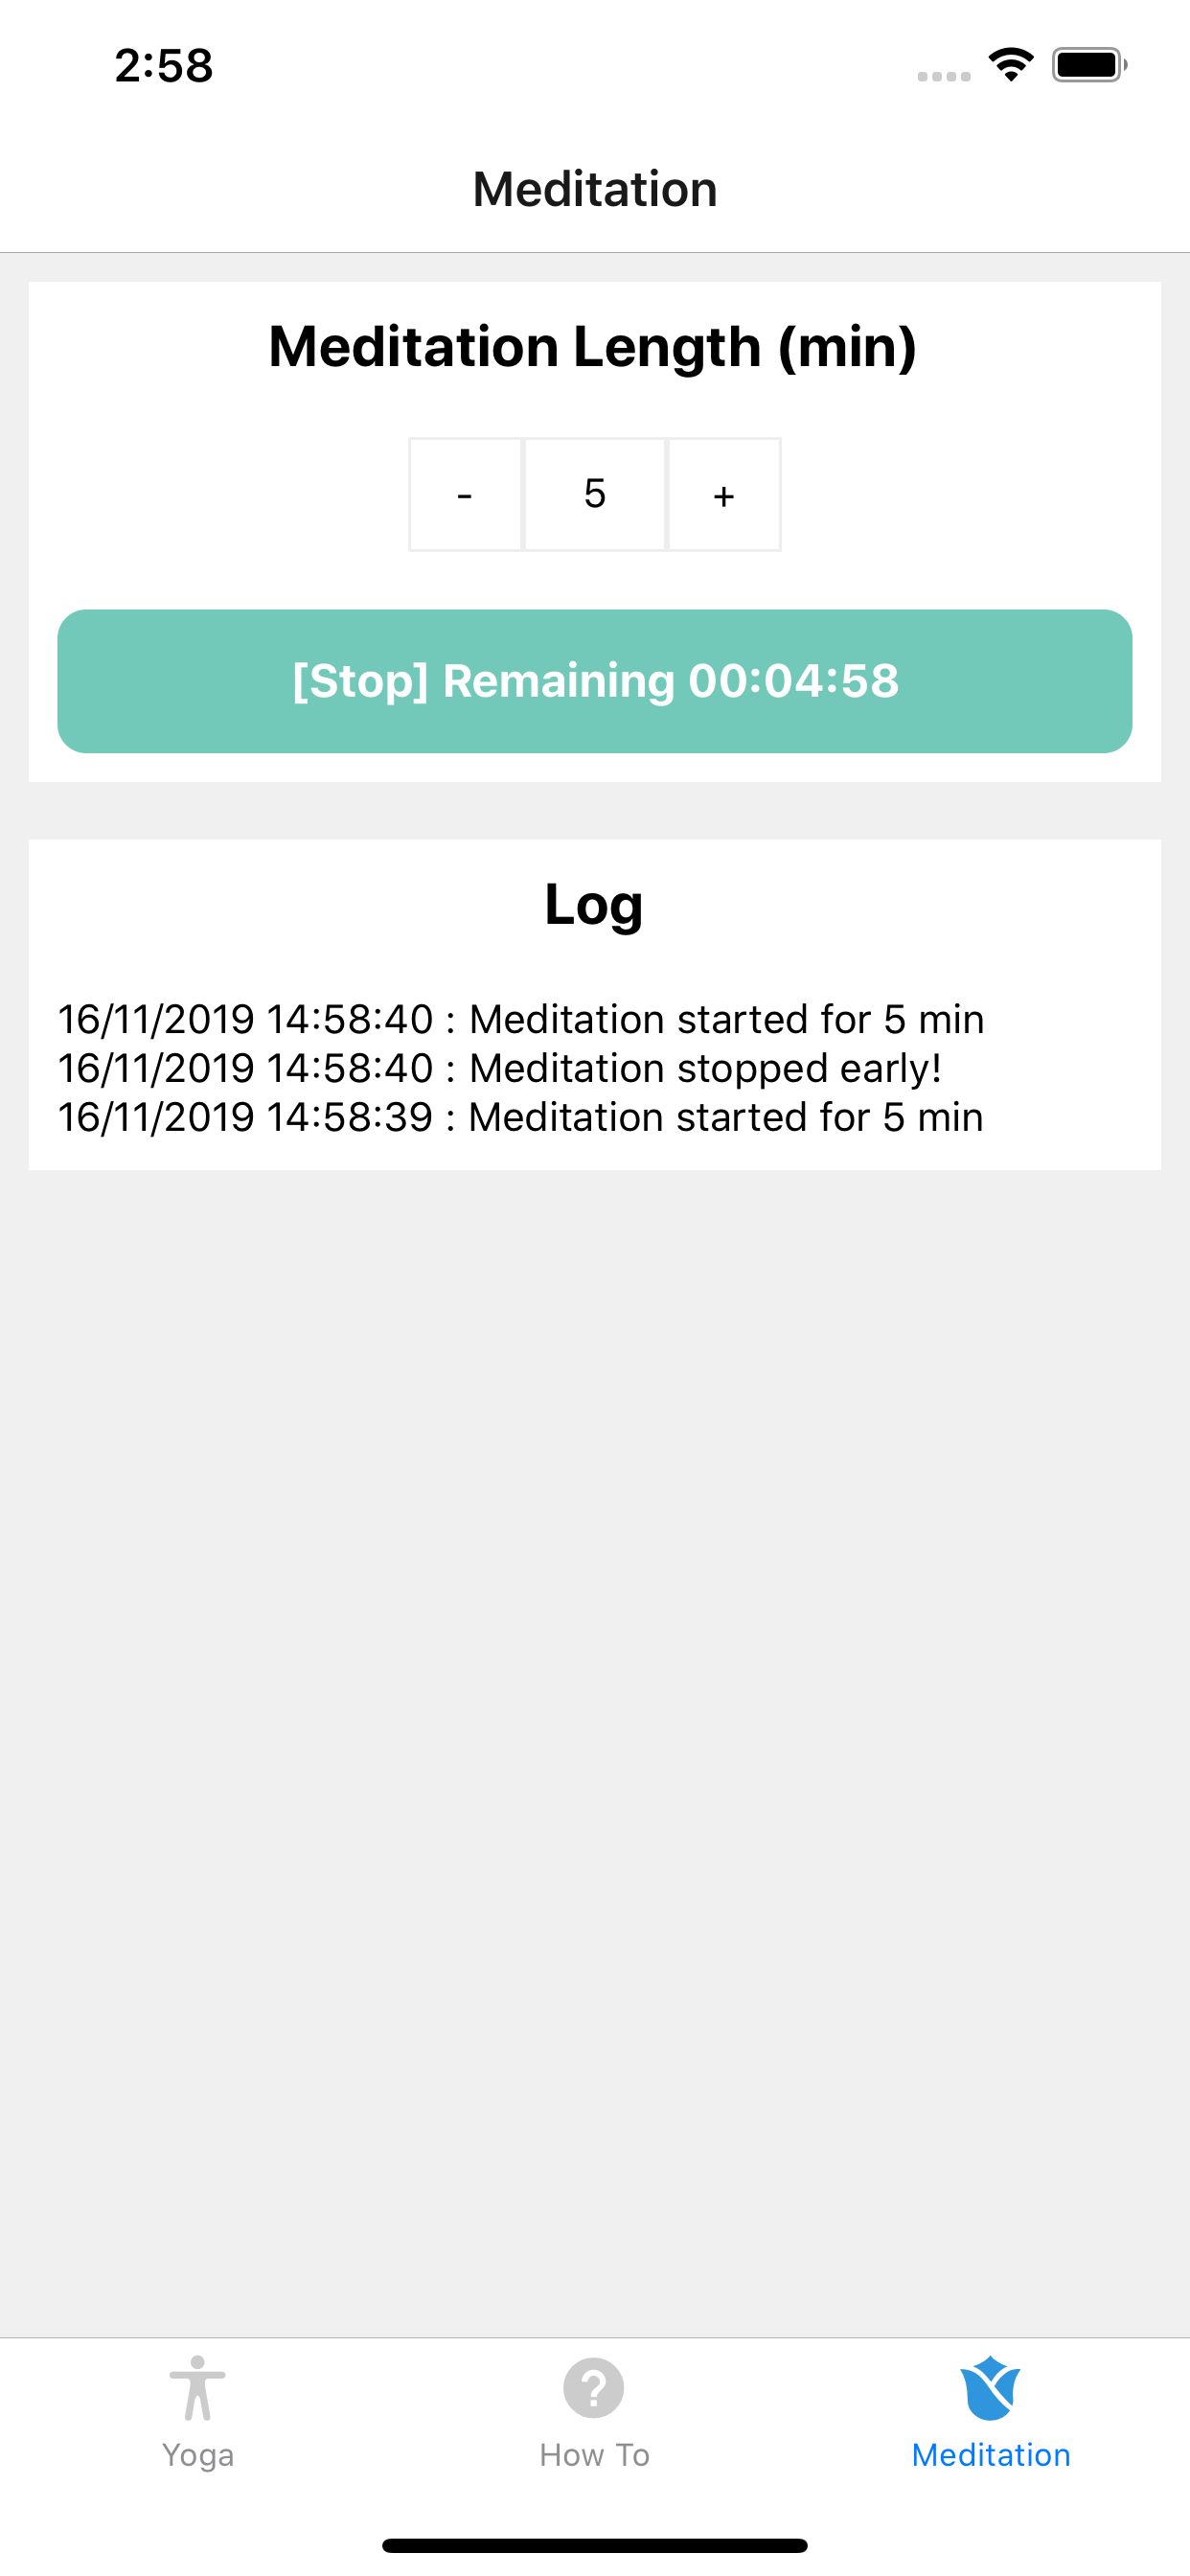 2:58
Meditation
Meditation Length (min)
- 5 +
[Stop] Remaining 00:04:58
Log
16/11/2019 14:58:40 : Meditation started for 5 min
16/11/2019 14:58:40 : Meditation stopped early!
16/11/2019 14:58:39 : Meditation started for 5 min
?
Yoga How To Meditation